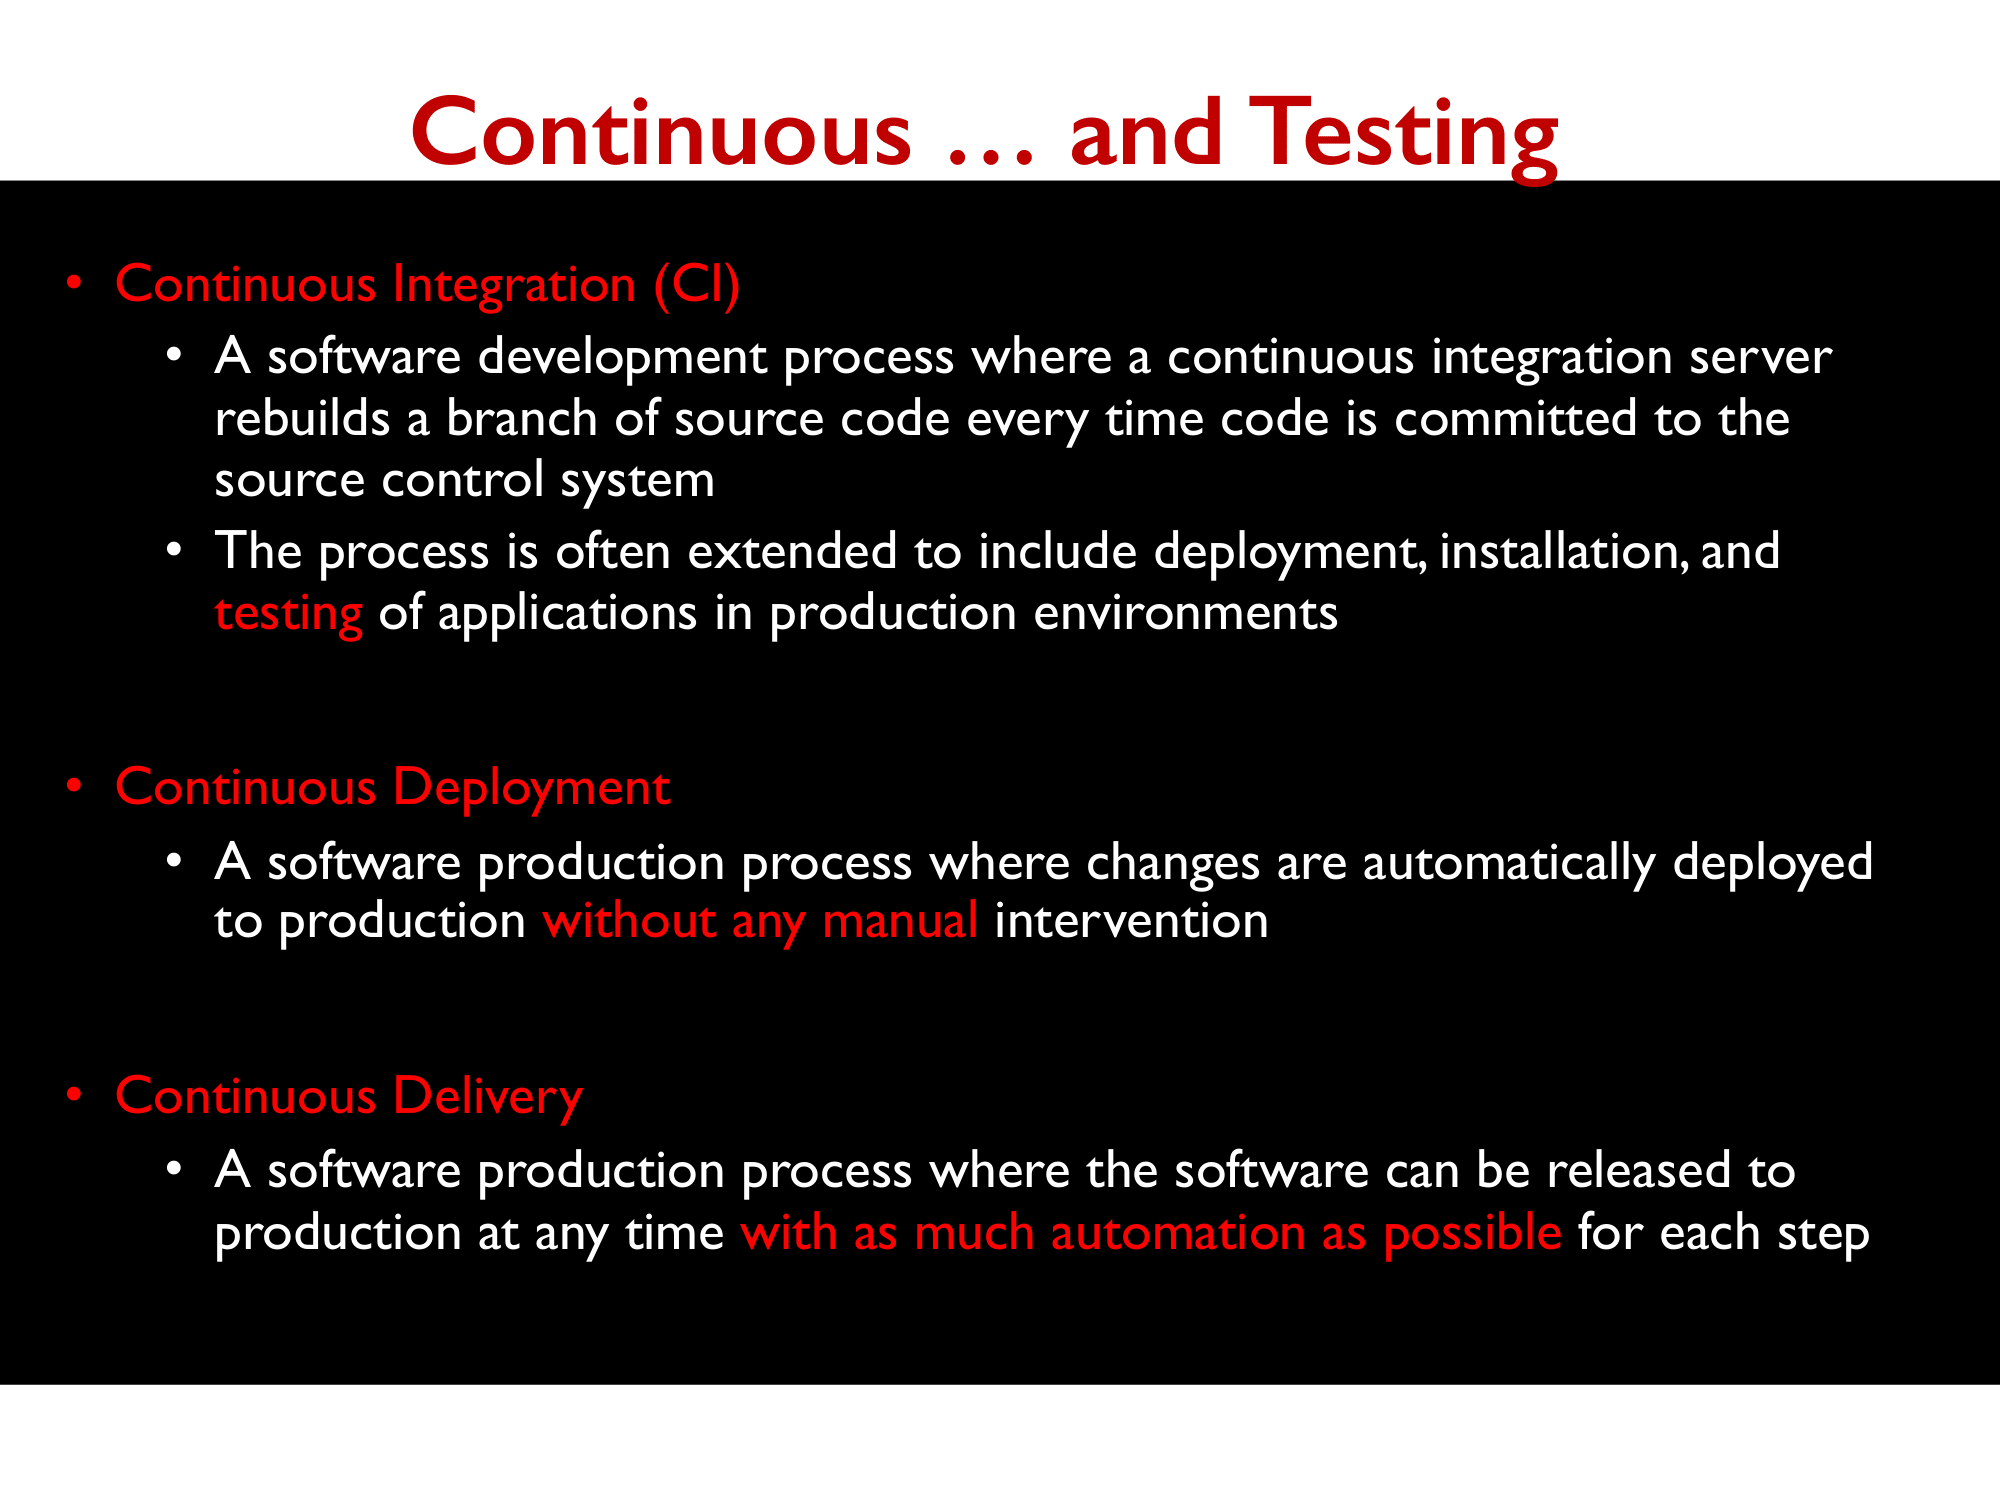 Continuous … and Testing
• Continuous Integration (CI)
• A software development process where a continuous integration server
rebuilds a branch of source code every time code is committed to the
source control system
• The process is often extended to include deployment, installation, and
testing of applications in production environments
• Continuous Deployment
• A software production process where changes are automatically deployed
to production without any manual intervention
• Continuous Delivery
• A software production process where the software can be released to
production at any time with as much automation as possible for each step